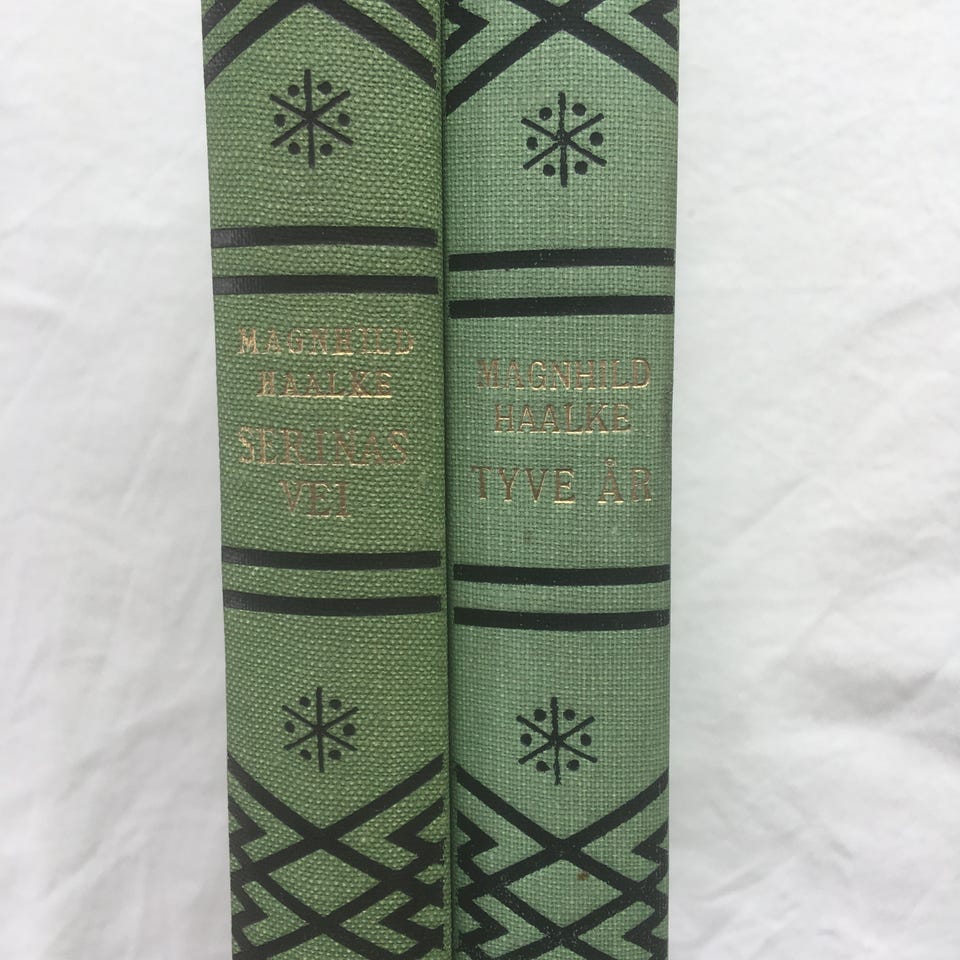 MAGNHILD
HAALKE
SERINAS
VEI
MAGNHILD
HAALKE
TYVE ÅR